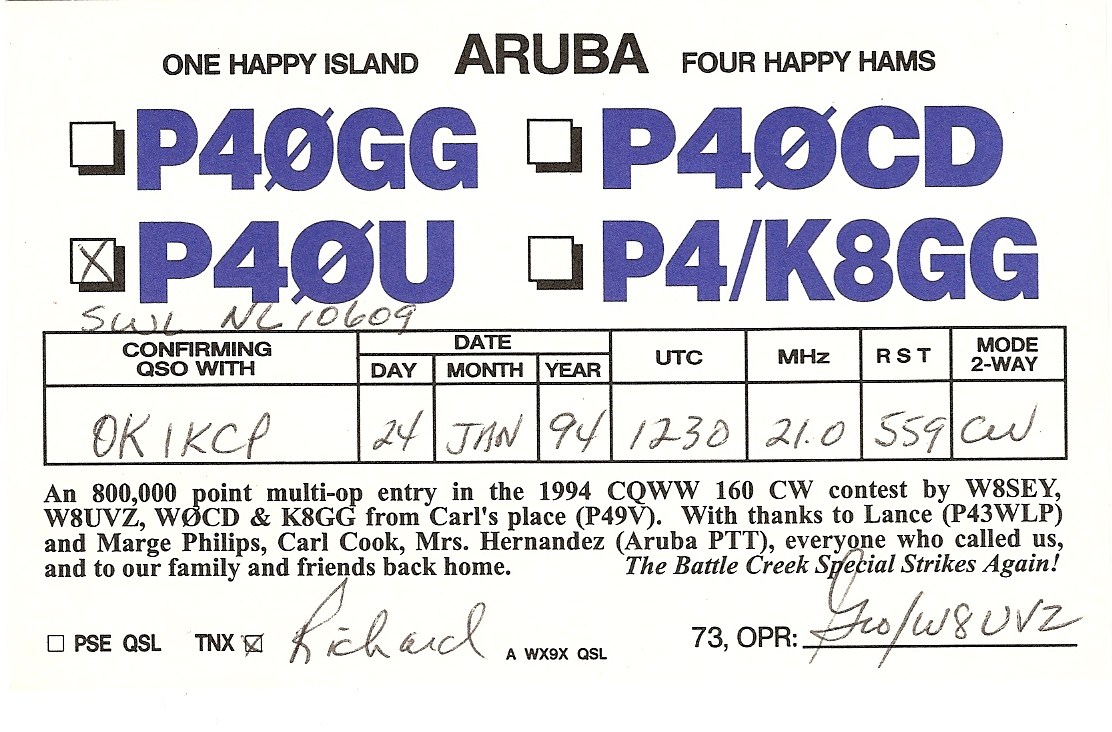 ONE HAPPY ISLAND ARUBA FOUR HAPPY HAMS
P4ØGG P4ØCD
P4ØU P4/K8GG
SWL NL10609
CONFIRMING QSO WITH DATE DAY MONTH YEAR UTC MHz RST MODE 2-WAY
OK1KCP 24 JAN 94 1230 21.0 559 CW
An 800,000 point multi-op entry in the 1994 CQWW 160 CW contest by W8SEY,
W8UVZ, WØCD & K8GG from Carl's place (P49V). With thanks to Lance (P43WLP)
and Marge Philips, Carl Cook, Mrs. Hernandez (Aruba PTT), everyone who called us,
and to our family and friends back home. The Battle Creek Special Strikes Again!
PSE QSL TNX Richard A WX9X QSL 73, OPR: Geo/W8UVZ